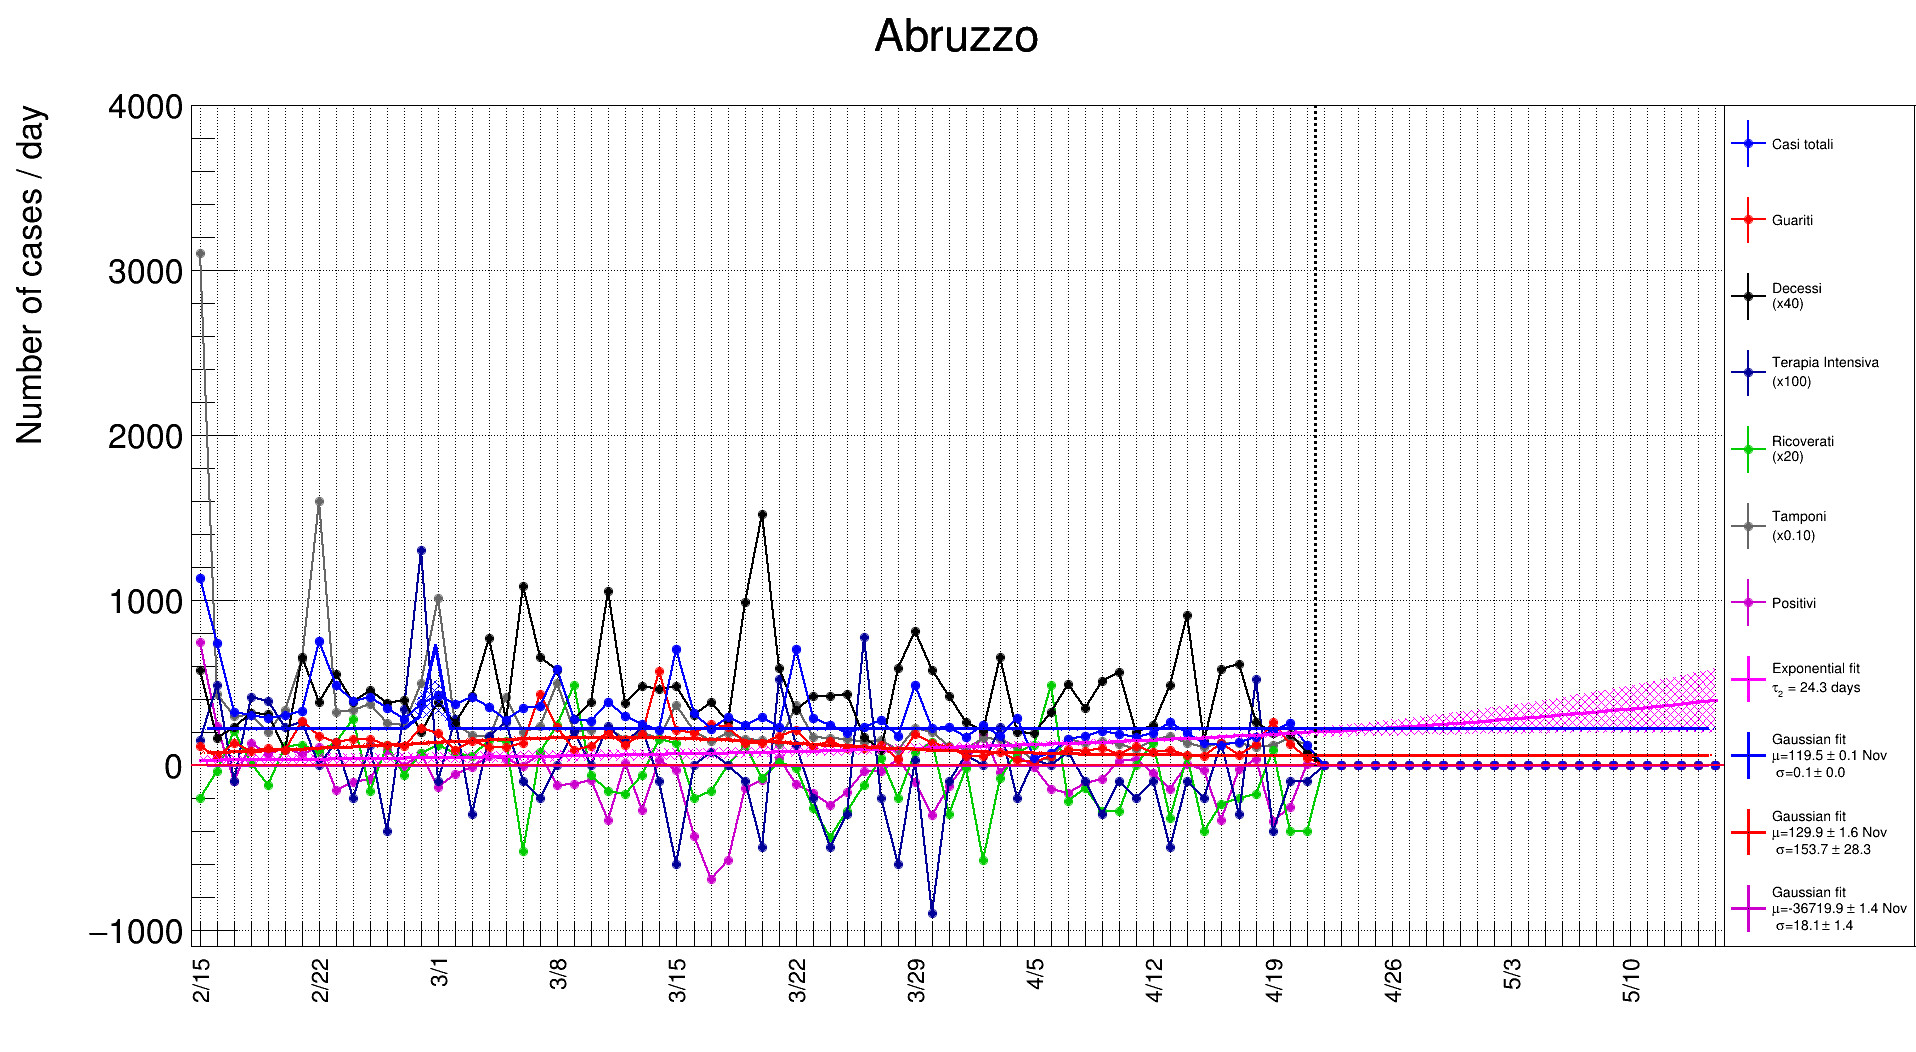 Abruzzo
Number of cases / day
4000
3000
2000
1000
0
−1000
2/15
2/22
3/1
3/8
3/15
3/22
3/29
4/5
4/12
4/19
4/26
5/3
5/10
Casi totali
Guariti
Decessi
(x40)
Terapia Intensiva
(x100)
Ricoverati
(x20)
Tamponi
(x0.10)
Positivi
Exponential fit
τ₂ = 24.3 days
Gaussian fit
μ=119.5 ± 0.1 Nov
σ=0.1± 0.0
Gaussian fit
μ=129.9 ± 1.6 Nov
σ=153.7 ± 28.3
Gaussian fit
μ=-36719.9 ± 1.4 Nov
σ=18.1± 1.4